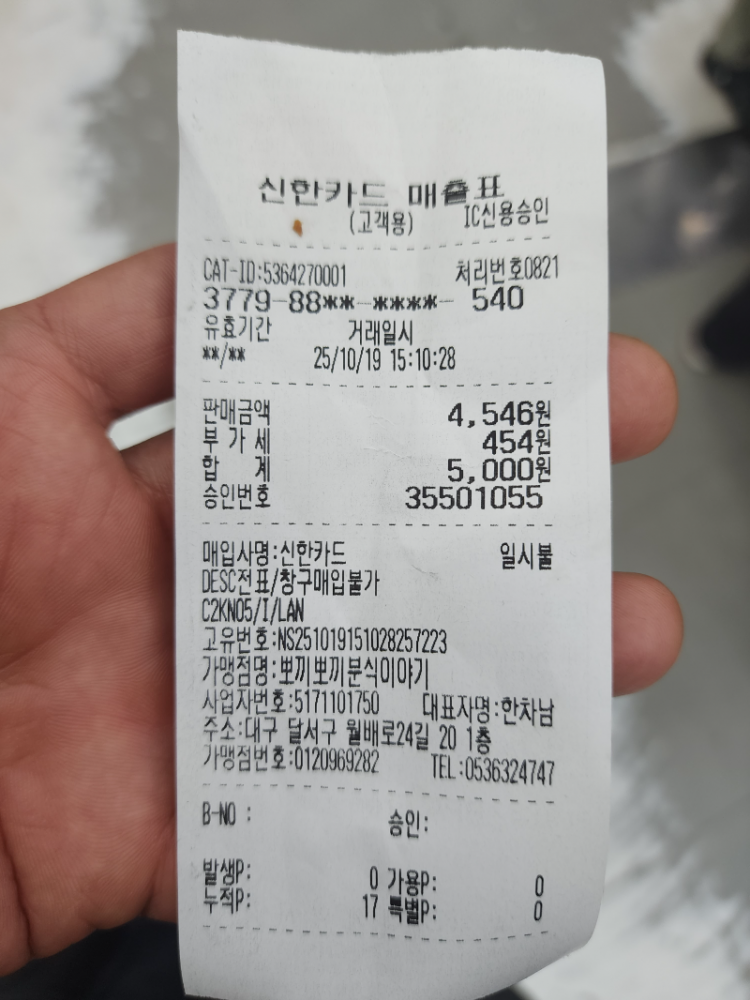 신한카드 매출표
(고객용) IC신용승인
CAT-ID:5364270001 처리번호0821
3779-88**-****- 540
유효기간 거래일시
**/** 25/10/19 15:10:28
판매금액 4,546원
부 가 세 454원
합 계 5,000원
승인번호 35501055
매입사명:신한카드 일시불
DESC전표/창구매입불가
C2KN05/I/LAN
고유번호:NS251019151028257223
가맹점명:뽀끼뽀끼분식이야기
사업자번호:5171101750 대표자명:한차남
주소:대구 달서구 월배로24길 20 1층
가맹점번호:0120969282 TEL:0536324747
B-NO : 승인:
발생P: 0 가용P: 0
누적P: 17 특별P: 0